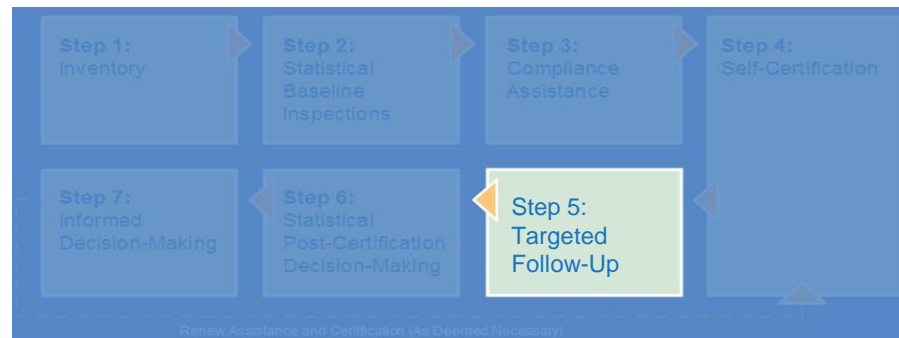 Step 1:
Inventory
Step 2:
Statistical
Baseline
Inspections
Step 3:
Compliance
Assistance
Step 4:
Self-Certification
Step 5:
Targeted
Follow-Up
Step 6:
Statistical
Post-Certification
Decision-Making
Step 7:
Informed
Decision-Making
Renew Assistance and Certification (As Deemed Necessary)